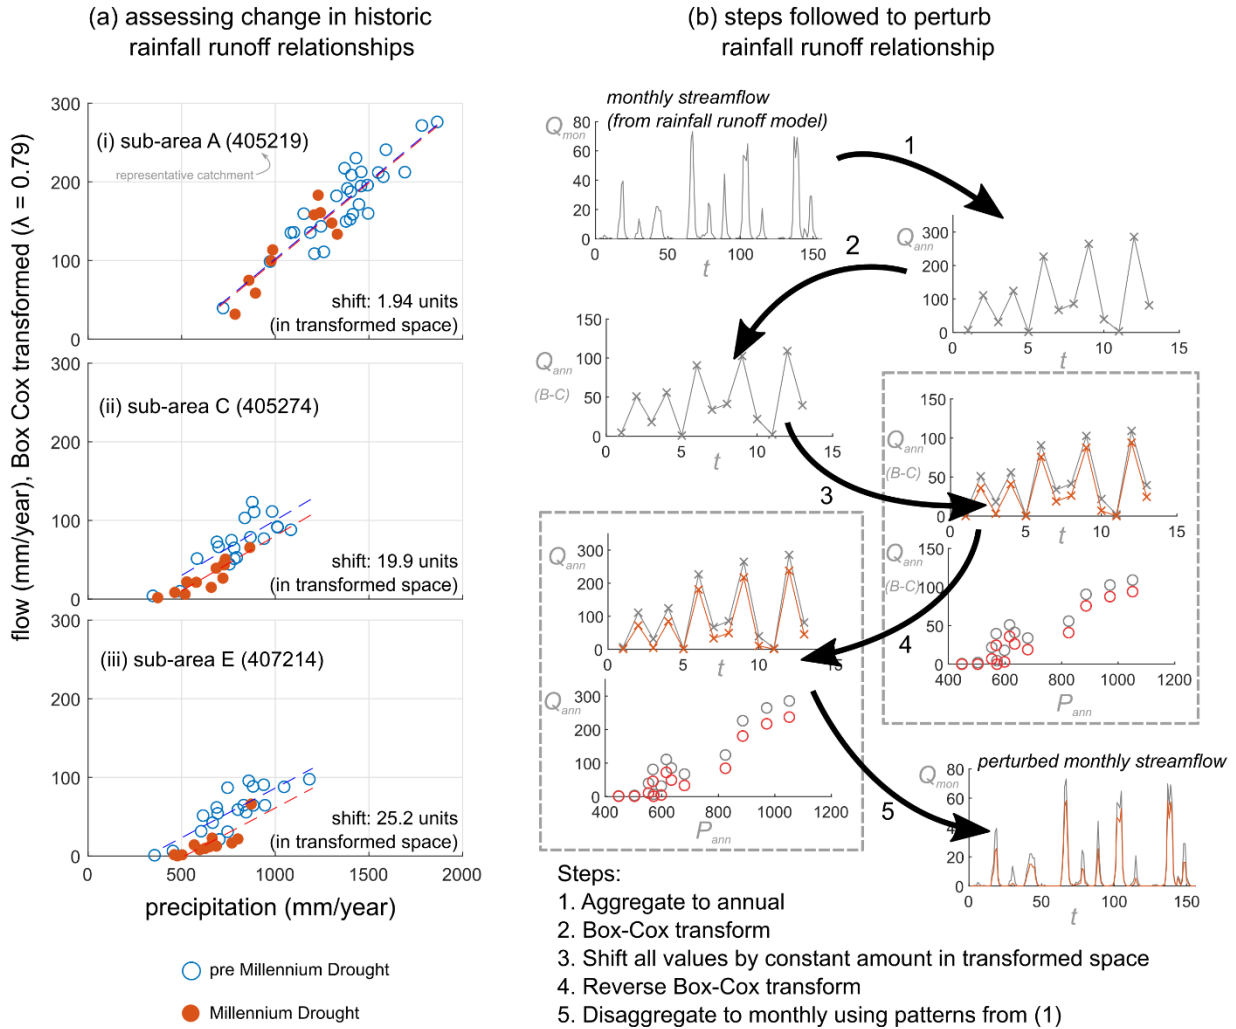 (a) assessing change in historic
rainfall runoff relationships
flow (mm/year), Box Cox transformed (λ = 0.79)
300
200
100
0
(i) sub-area A (405219)
representative catchment
shift: 1.94 units
(in transformed space)
300
200
100
0
(ii) sub-area C (405274)
shift: 19.9 units
(in transformed space)
300
200
100
0
(iii) sub-area E (407214)
shift: 25.2 units
(in transformed space)
0 500 1000 1500 2000
precipitation (mm/year)
pre Millennium Drought
Millennium Drought
(b) steps followed to perturb
rainfall runoff relationship
monthly streamflow
(from rainfall runoff model)
Qmon
80
60
40
20
0
0 50 100 150
t
1
Qann
300
200
100
0
0 5 10 15
t
2
Qann
(B-C)
150
100
50
0
0 5 10 15
t
3
Qann
(B-C)
150
100
50
0
0 5 10 15
t
Qann
(B-C)
150
100
50
0
400 600 800 1000 1200
Pann
4
Qann
300
200
100
0
0 5 10 15
t
Qann
300
200
100
0
400 600 800 1000 1200
Pann
5
perturbed monthly streamflow
Qmon
80
60
40
20
0
0 50 100 150
t
Steps:
1. Aggregate to annual
2. Box-Cox transform
3. Shift all values by constant amount in transformed space
4. Reverse Box-Cox transform
5. Disaggregate to monthly using patterns from (1)